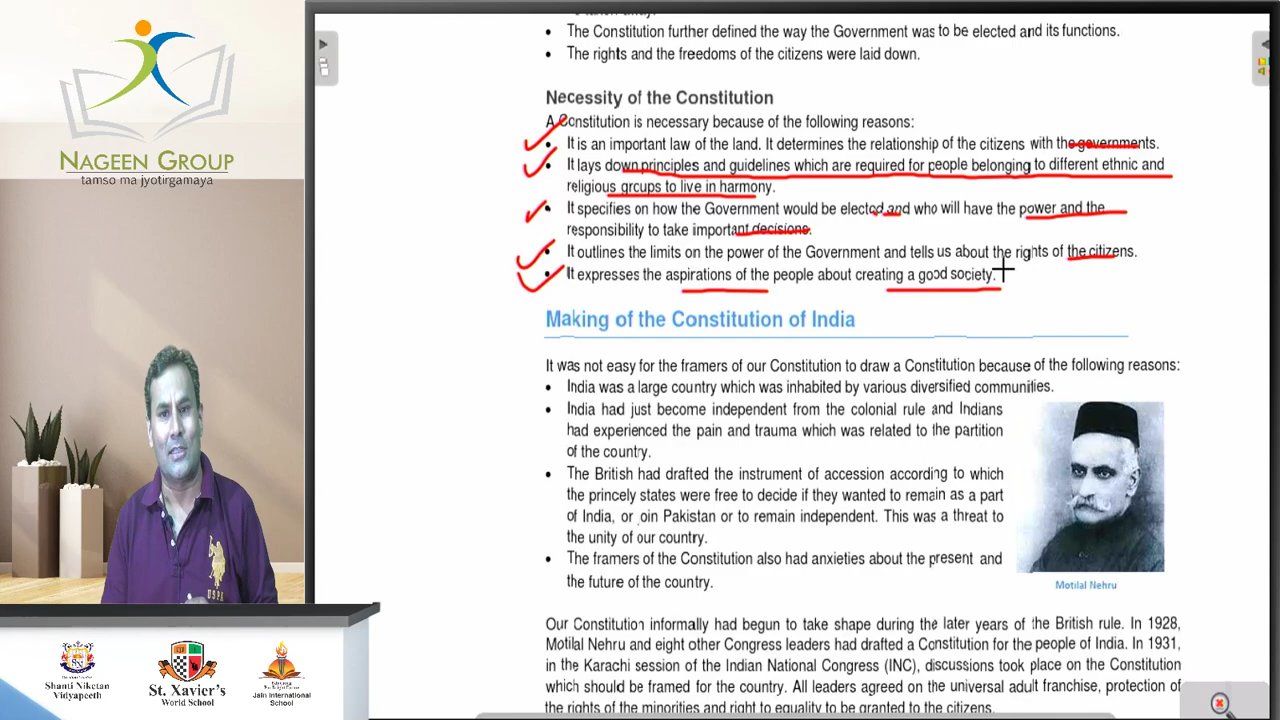 The Constitution further defined the way the Government was to be elected and its functions.
The rights and the freedoms of the citizens were laid down.
Necessity of the Constitution
A Constitution is necessary because of the following reasons:
It is an important law of the land. It determines the relationship of the citizens with the governments.
It lays down principles and guidelines which are required for people belonging to different ethnic and
religious groups to live in harmony.
It specifies on how the Government would be elected and who will have the power and the
responsibility to take important decisions.
It outlines the limits on the power of the Government and tells us about the rights of the citizens.
It expresses the aspirations of the people about creating a good society.
Making of the Constitution of India
It was not easy for the framers of our Constitution to draw a Constitution because of the following reasons:
India was a large country which was inhabited by various diversified communities.
India had just become independent from the colonial rule and Indians
had experienced the pain and trauma which was related to the partition
of the country.
The British had drafted the instrument of accession according to which
the princely states were free to decide if they wanted to remain as a part
of India, or join Pakistan or to remain independent. This was a threat to
the unity of our country.
The framers of the Constitution also had anxieties about the present and
the future of the country.
Motilal Nehru
Our Constitution informally had begun to take shape during the later years of the British rule. In 1928,
Motilal Nehru and eight other Congress leaders had drafted a Constitution for the people of India. In 1931,
in the Karachi session of the Indian National Congress (INC), discussions took place on the Constitution
which should be framed for the country. All leaders agreed on the universal adult franchise, protection of
the rights of the minorities and right to equality to be granted to the citizens.
NAGEEN GROUP
tamso ma jyotirgamaya
USPA
Shanti Niketan
Vidyapeeth
St. Xavier's
World School
Jain International
School